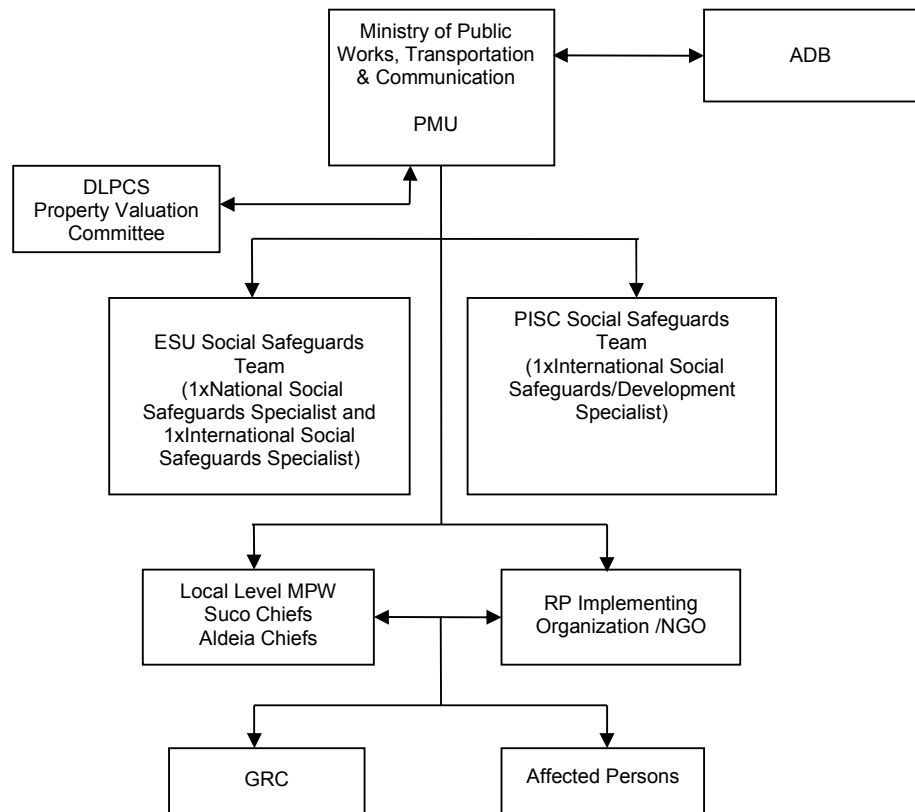 Ministry of Public
Works, Transportation
& Communication
PMU
ADB
DLPCS
Property Valuation
Committee
ESU Social Safeguards
Team
(1xNational Social
Safeguards Specialist and
1xInternational Social
Safeguards Specialist)
PISC Social Safeguards
Team
(1xInternational Social
Safeguards/Development
Specialist)
Local Level MPW
Suco Chiefs
Aldeia Chiefs
RP Implementing
Organization /NGO
GRC
Affected Persons